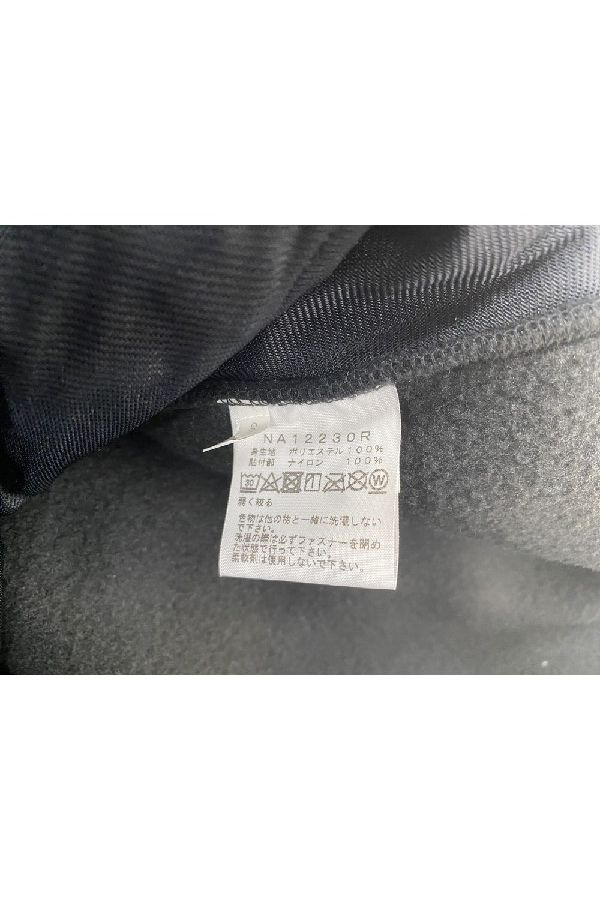 NA12230R
身生地 ポリエステル100%
貼付部 ナイロン 100%
30
W
軽く絞る
色物は他の物と一緒に洗濯しない
で下さい。
洗濯の際は必ずファスナーを閉め
た状態で行って下さい。
柔軟剤は使用しないで下さい。